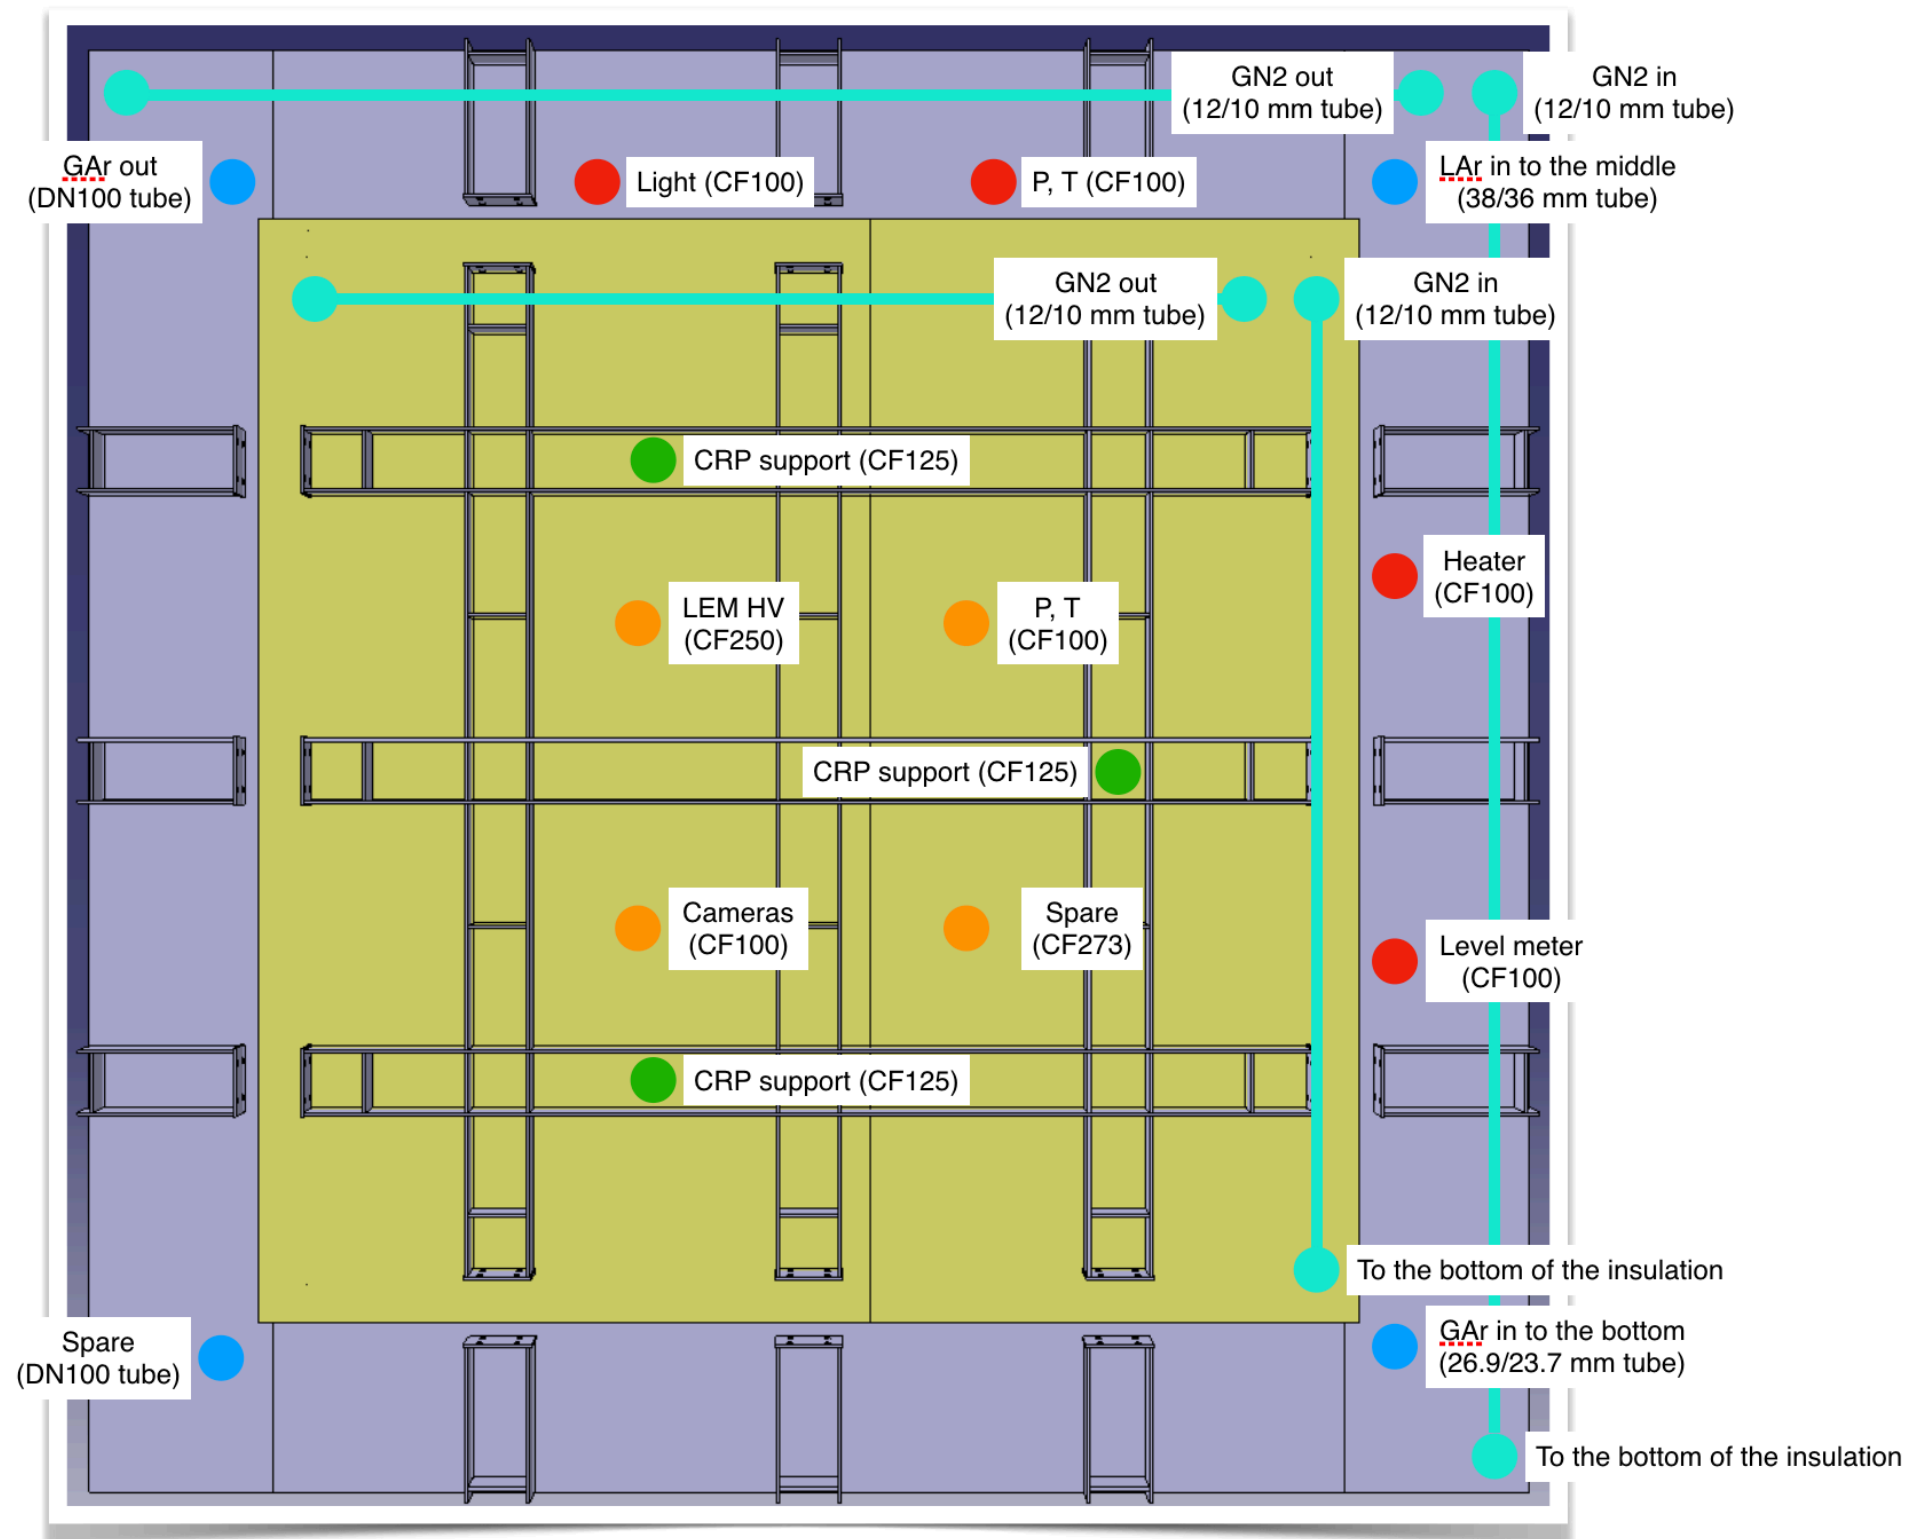 GN2 out
(12/10 mm tube)
GN2 in
(12/10 mm tube)
GAr out
(DN100 tube)
Light (CF100)
P, T (CF100)
LAr in to the middle
(38/36 mm tube)
GN2 out
(12/10 mm tube)
GN2 in
(12/10 mm tube)
CRP support (CF125)
Heater
(CF100)
LEM HV
(CF250)
P, T
(CF100)
CRP support (CF125)
Cameras
(CF100)
Spare
(CF273)
Level meter
(CF100)
CRP support (CF125)
To the bottom of the insulation
Spare
(DN100 tube)
GAr in to the bottom
(26.9/23.7 mm tube)
To the bottom of the insulation